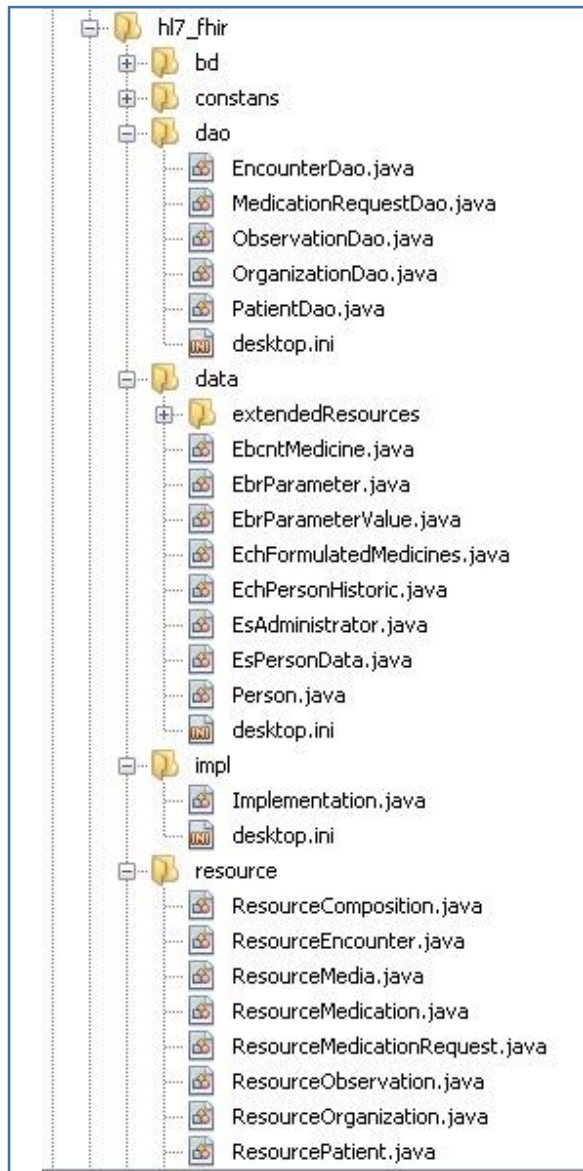 hl7_fhir
bd
constans
dao
EncounterDao.java
MedicationRequestDao.java
ObservationDao.java
OrganizationDao.java
PatientDao.java
desktop.ini
data
extendedResources
EbcntMedicine.java
EbrParameter.java
EbrParameterValue.java
EchFormulatedMedicines.java
EchPersonHistoric.java
EsAdministrator.java
EsPersonData.java
Person.java
desktop.ini
impl
Implementation.java
desktop.ini
resource
ResourceComposition.java
ResourceEncounter.java
ResourceMedia.java
ResourceMedication.java
ResourceMedicationRequest.java
ResourceObservation.java
ResourceOrganization.java
ResourcePatient.java